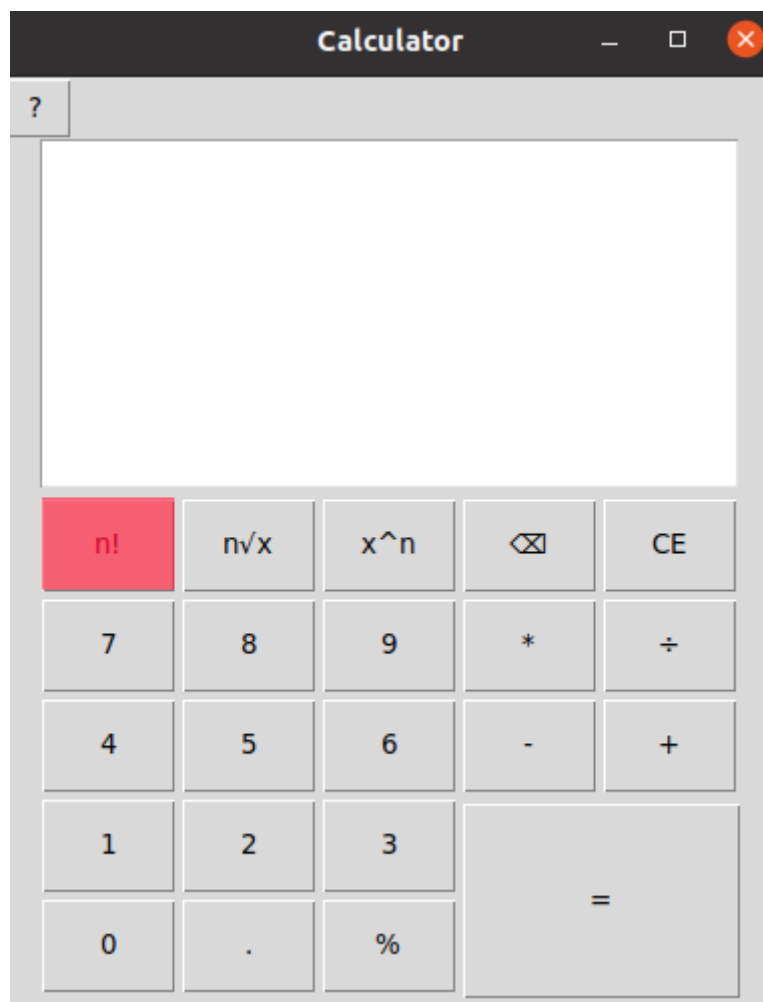 Calculator
?
n! n√x x^n ⌫ CE
7 8 9 * ÷
4 5 6 - +
1 2 3
=
0 . %